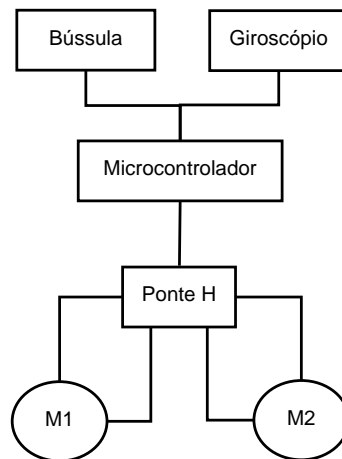 Bússula
Giroscópio
Microcontrolador
Ponte H
M1
M2